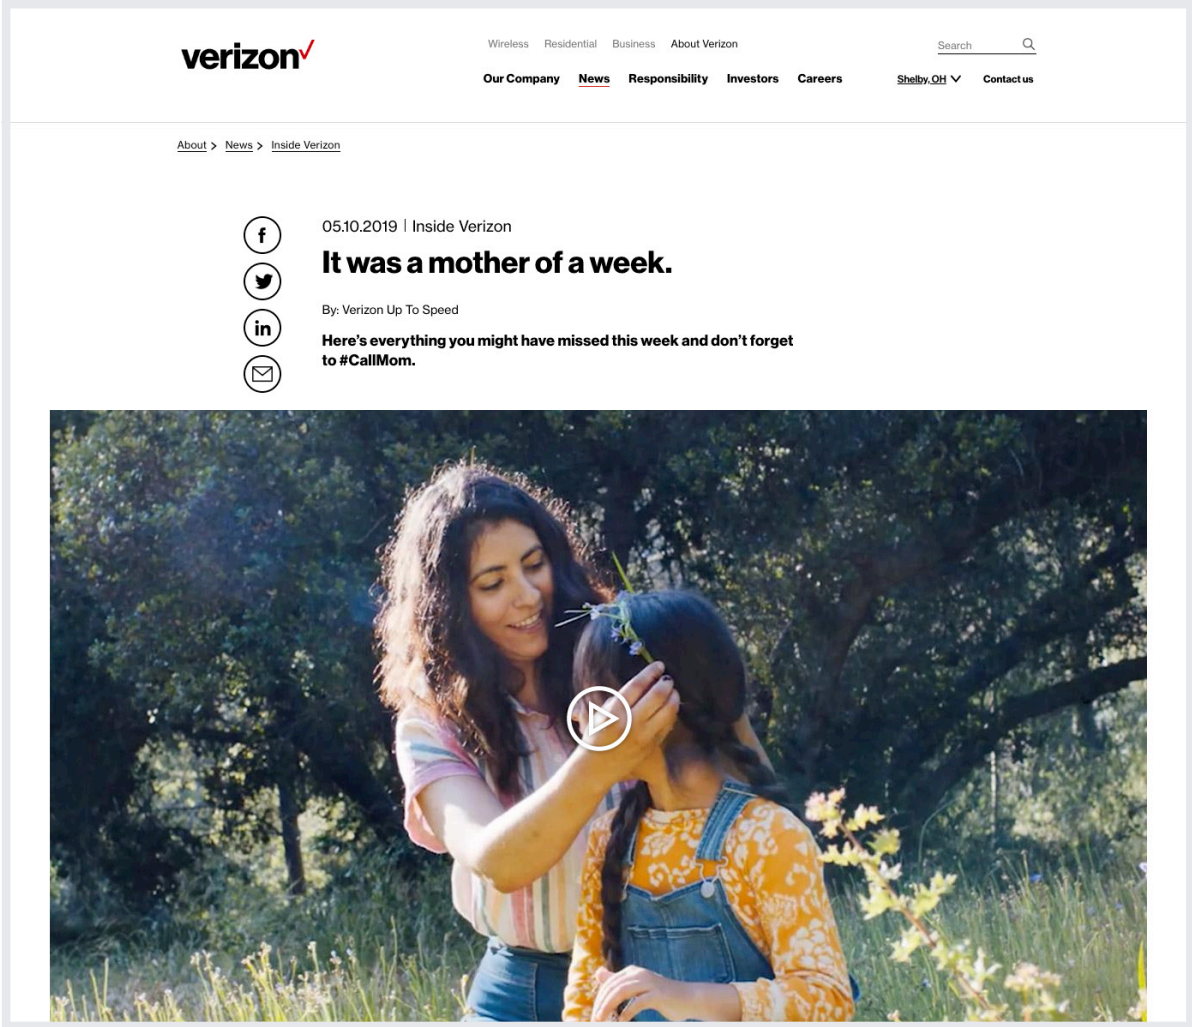 verizon
Wireless Residential Business About Verizon
Search
Our Company News Responsibility Investors Careers
Shelby, OH Contact us
About > News > Inside Verizon
05.10.2019 | Inside Verizon
It was a mother of a week.
By: Verizon Up To Speed
Here’s everything you might have missed this week and don’t forget
to #CallMom.